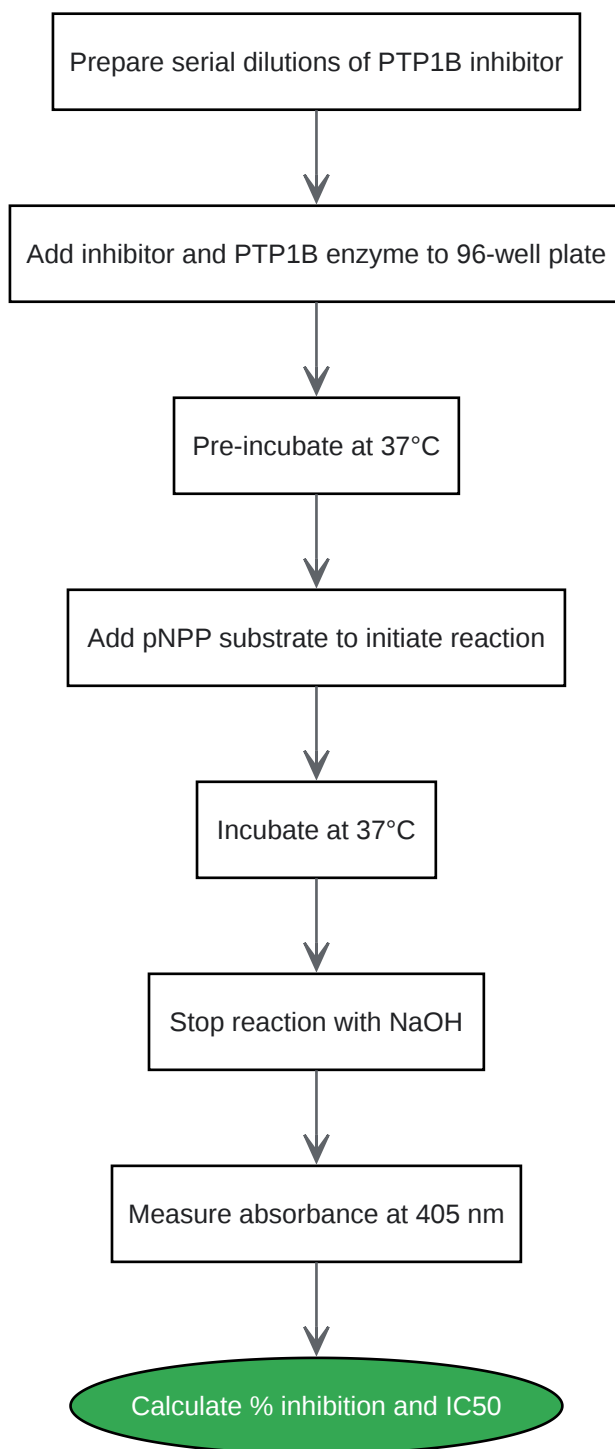 Prepare serial dilutions of PTP1B inhibitor
Add inhibitor and PTP1B enzyme to 96-well plate
Pre-incubate at 37°C
Add pNPP substrate to initiate reaction
Incubate at 37°C
Stop reaction with NaOH
Measure absorbance at 405 nm
Calculate % inhibition and IC50